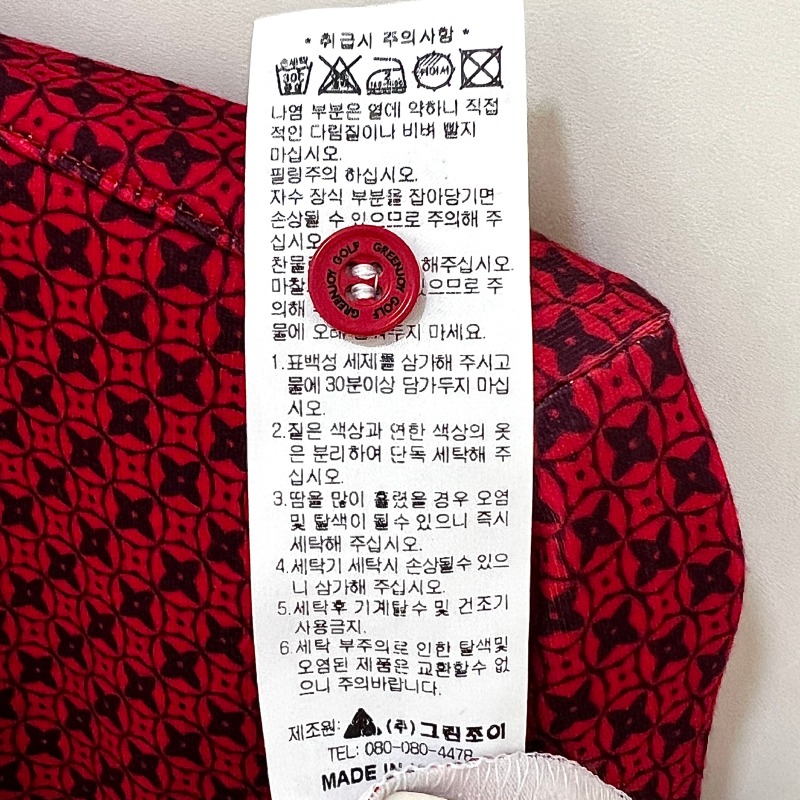 * 취급시 주의사항 *
손세탁
30C
나염 부분은 열에 약하니 직접
적인 다림질이나 비벼 빨지
마십시오.
필링주의 하십시오.
자수 장식 부분을 잡아당기면
손상될 수 있으므로 주의해 주
십시오
찬물 해주십시오.
마찰 있으므로 주
의해
물에 오래 두지 마세요.
GREENJOY GOLF GREENJOY GOLF
1.표백성 세제를 삼가해 주시고
물에 30분이상 담가두지 마십
시오.
2.짙은 색상과 연한 색상의 옷
은 분리하여 단독 세탁해 주
십시오.
3.땀을 많이 흘렸을 경우 오염
및 탈색이 될 수 있으니 즉시
세탁해 주십시오.
4.세탁기 세탁시 손상될수 있으
니 삼가해 주십시오.
5.세탁후 기계탈수 및 건조기
사용금지.
6.세탁 부주의로 인한 탈색및
오염된 제품은 교환할수 없
으니 주의바랍니다.
제조원: (주)그린조이
TEL: 080-080-4478
MADE IN